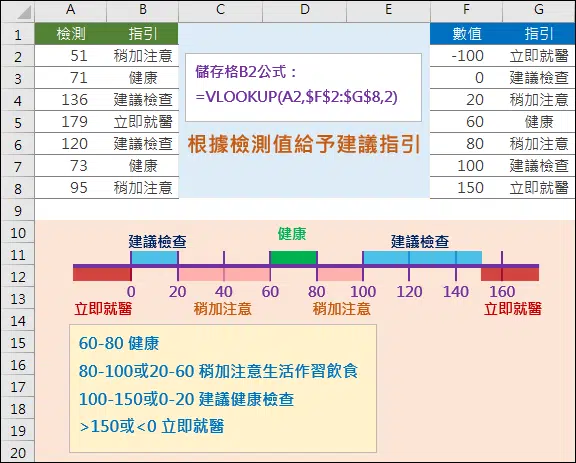 A B C D E F G
1 檢測 指引 數值 指引
2 51 稍加注意 -100 立即就醫
3 71 健康 0 建議檢查
4 136 建議檢查 20 稍加注意
5 179 立即就醫 60 健康
6 120 建議檢查 80 稍加注意
7 73 健康 100 建議檢查
8 95 稍加注意 150 立即就醫
儲存格B2公式：
=VLOOKUP(A2,$F$2:$G$8,2)
根據檢測值給予建議指引
9
10 健康
建議檢查 建議檢查
11
12
0 20 40 60 80 100 120 140 160
13 立即就醫 稍加注意 稍加注意 立即就醫
14
15 60-80 健康
16
17 80-100或20-60 稍加注意生活作習飲食
18 100-150或0-20 建議健康檢查
19 >150或<0 立即就醫
20